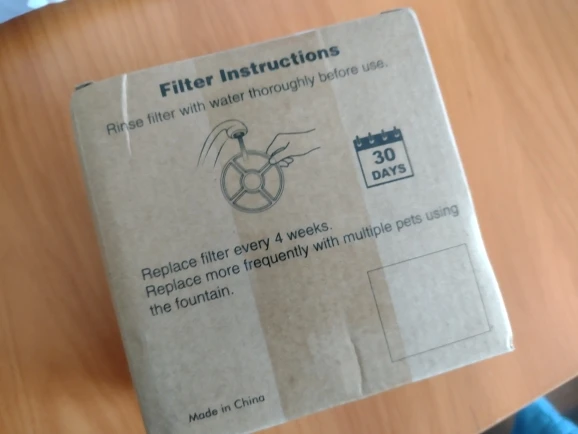 Filter Instructions
Rinse filter with water thoroughly before use.
30
DAYS
Replace filter every 4 weeks.
Replace more frequently with multiple pets using
the fountain.
Made in China